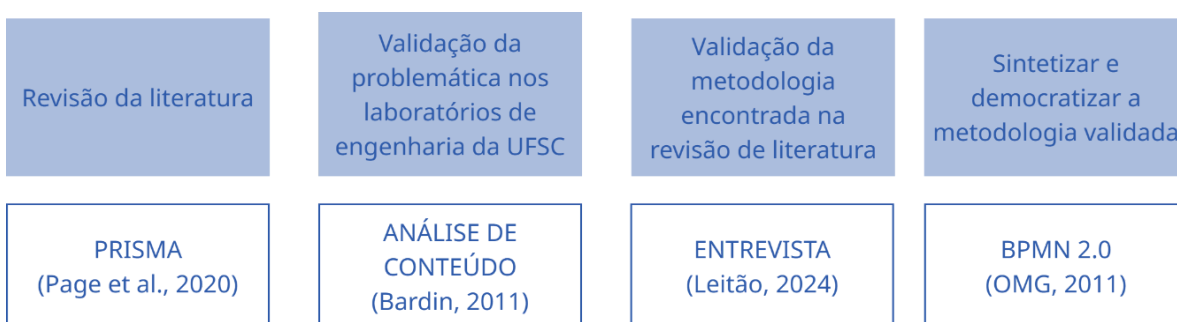 Revisão da literatura
Validação da
problemática nos
laboratórios de
engenharia da UFSC
Validação da
metodologia
encontrada na
revisão de literatura
Sintetizar e
democratizar a
metodologia validada
PRISMA
(Page et al., 2020)
ANÁLISE DE
CONTEÚDO
(Bardin, 2011)
ENTREVISTA
(Leitão, 2024)
BPMN 2.0
(OMG, 2011)